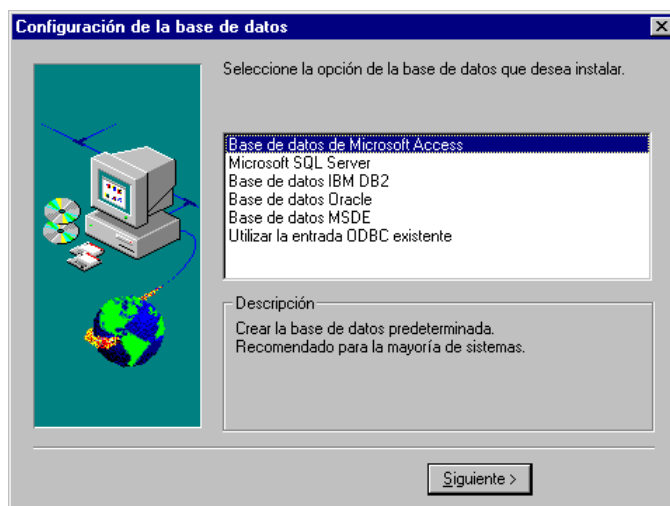 Configuración de la base de datos
Seleccione la opción de la base de datos que desea instalar.
Base de datos de Microsoft Access
Microsoft SQL Server
Base de datos IBM DB2
Base de datos Oracle
Base de datos MSDE
Utilizar la entrada ODBC existente
Descripción
Crear la base de datos predeterminada.
Recomendado para la mayoría de sistemas.
Siguiente >